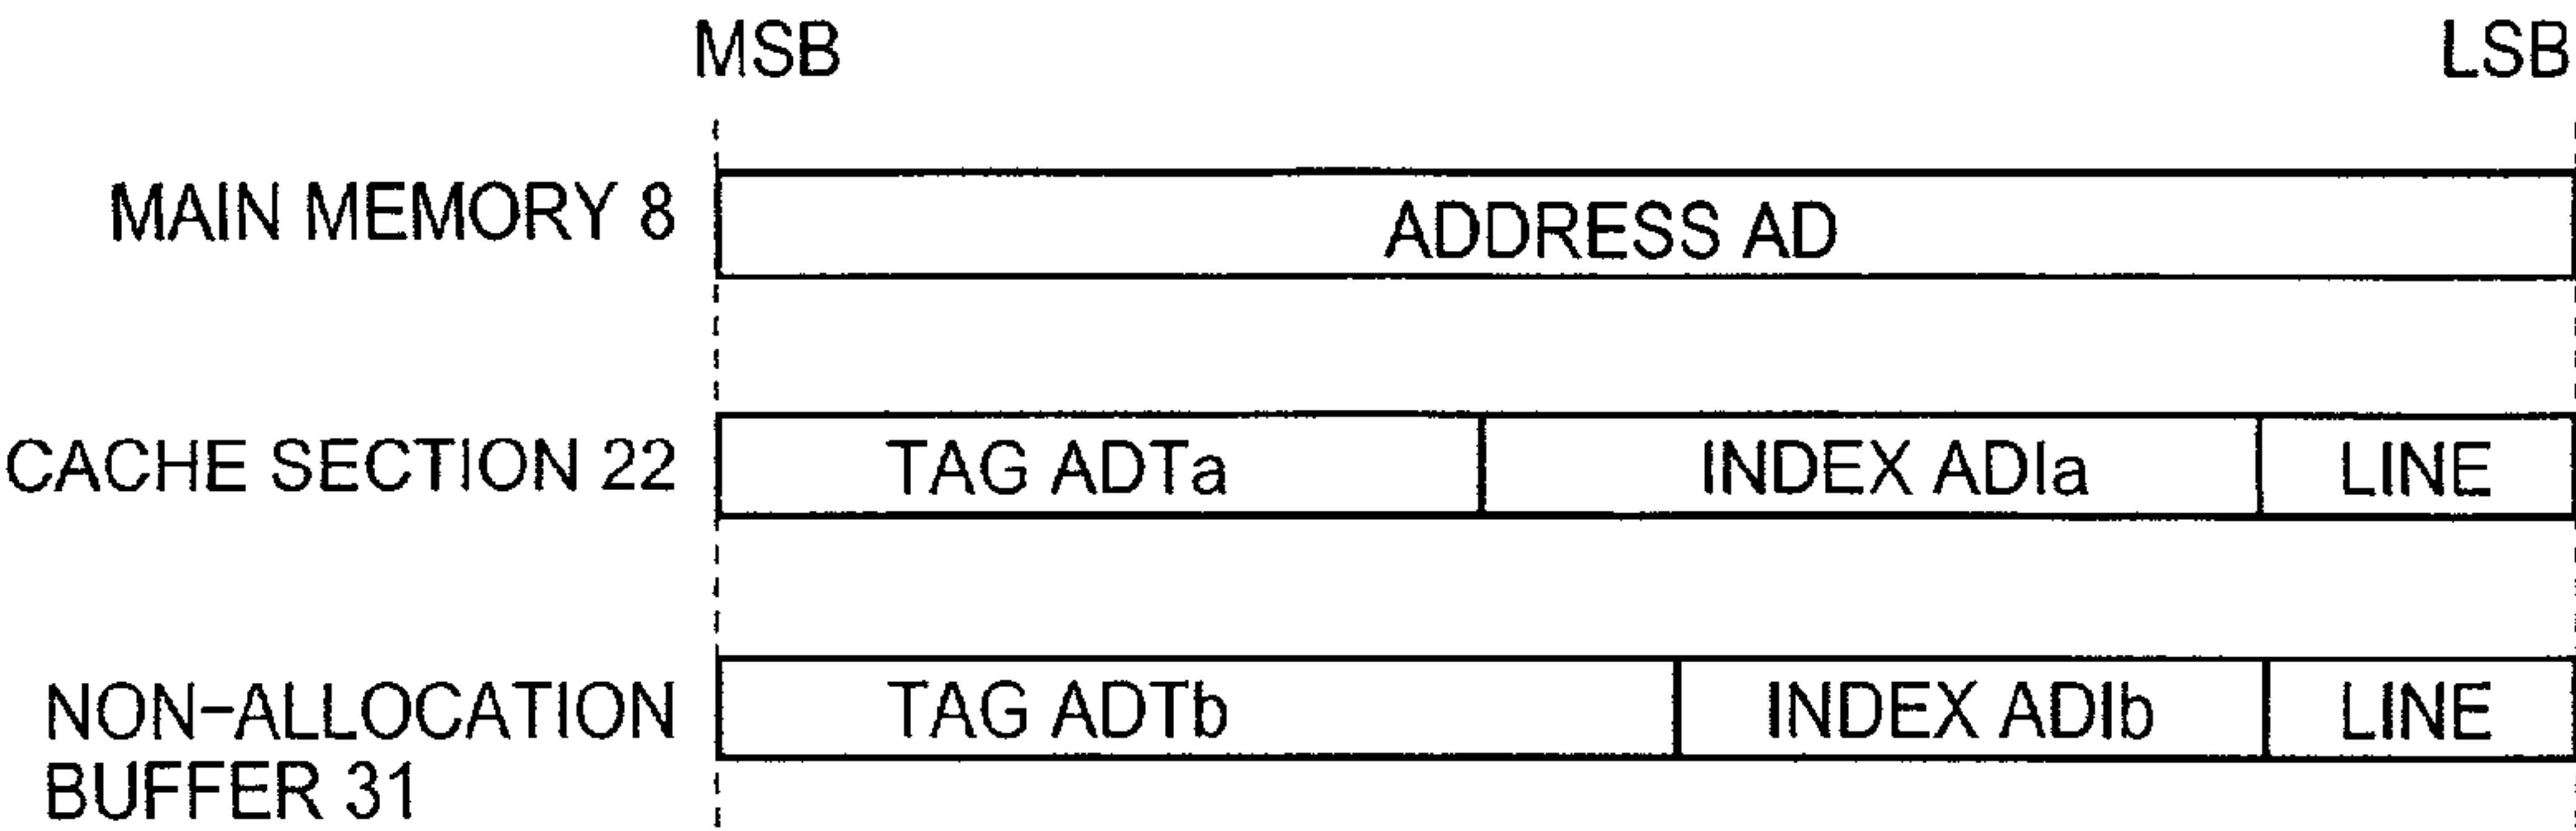 MSB LSB
MAIN MEMORY 8 ADDRESS AD
CACHE SECTION 22 TAG ADTa INDEX ADIa LINE
NON-ALLOCATION TAG ADTb INDEX ADIb LINE
BUFFER 31